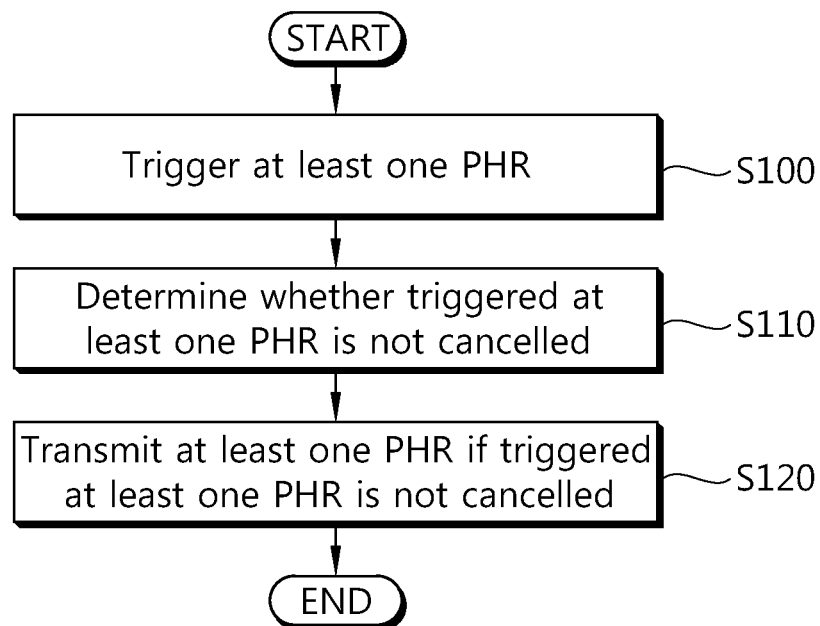 START
Trigger at least one PHR
S100
Determine whether triggered at
least one PHR is not cancelled
S110
Transmit at least one PHR if triggered
at least one PHR is not cancelled
S120
END